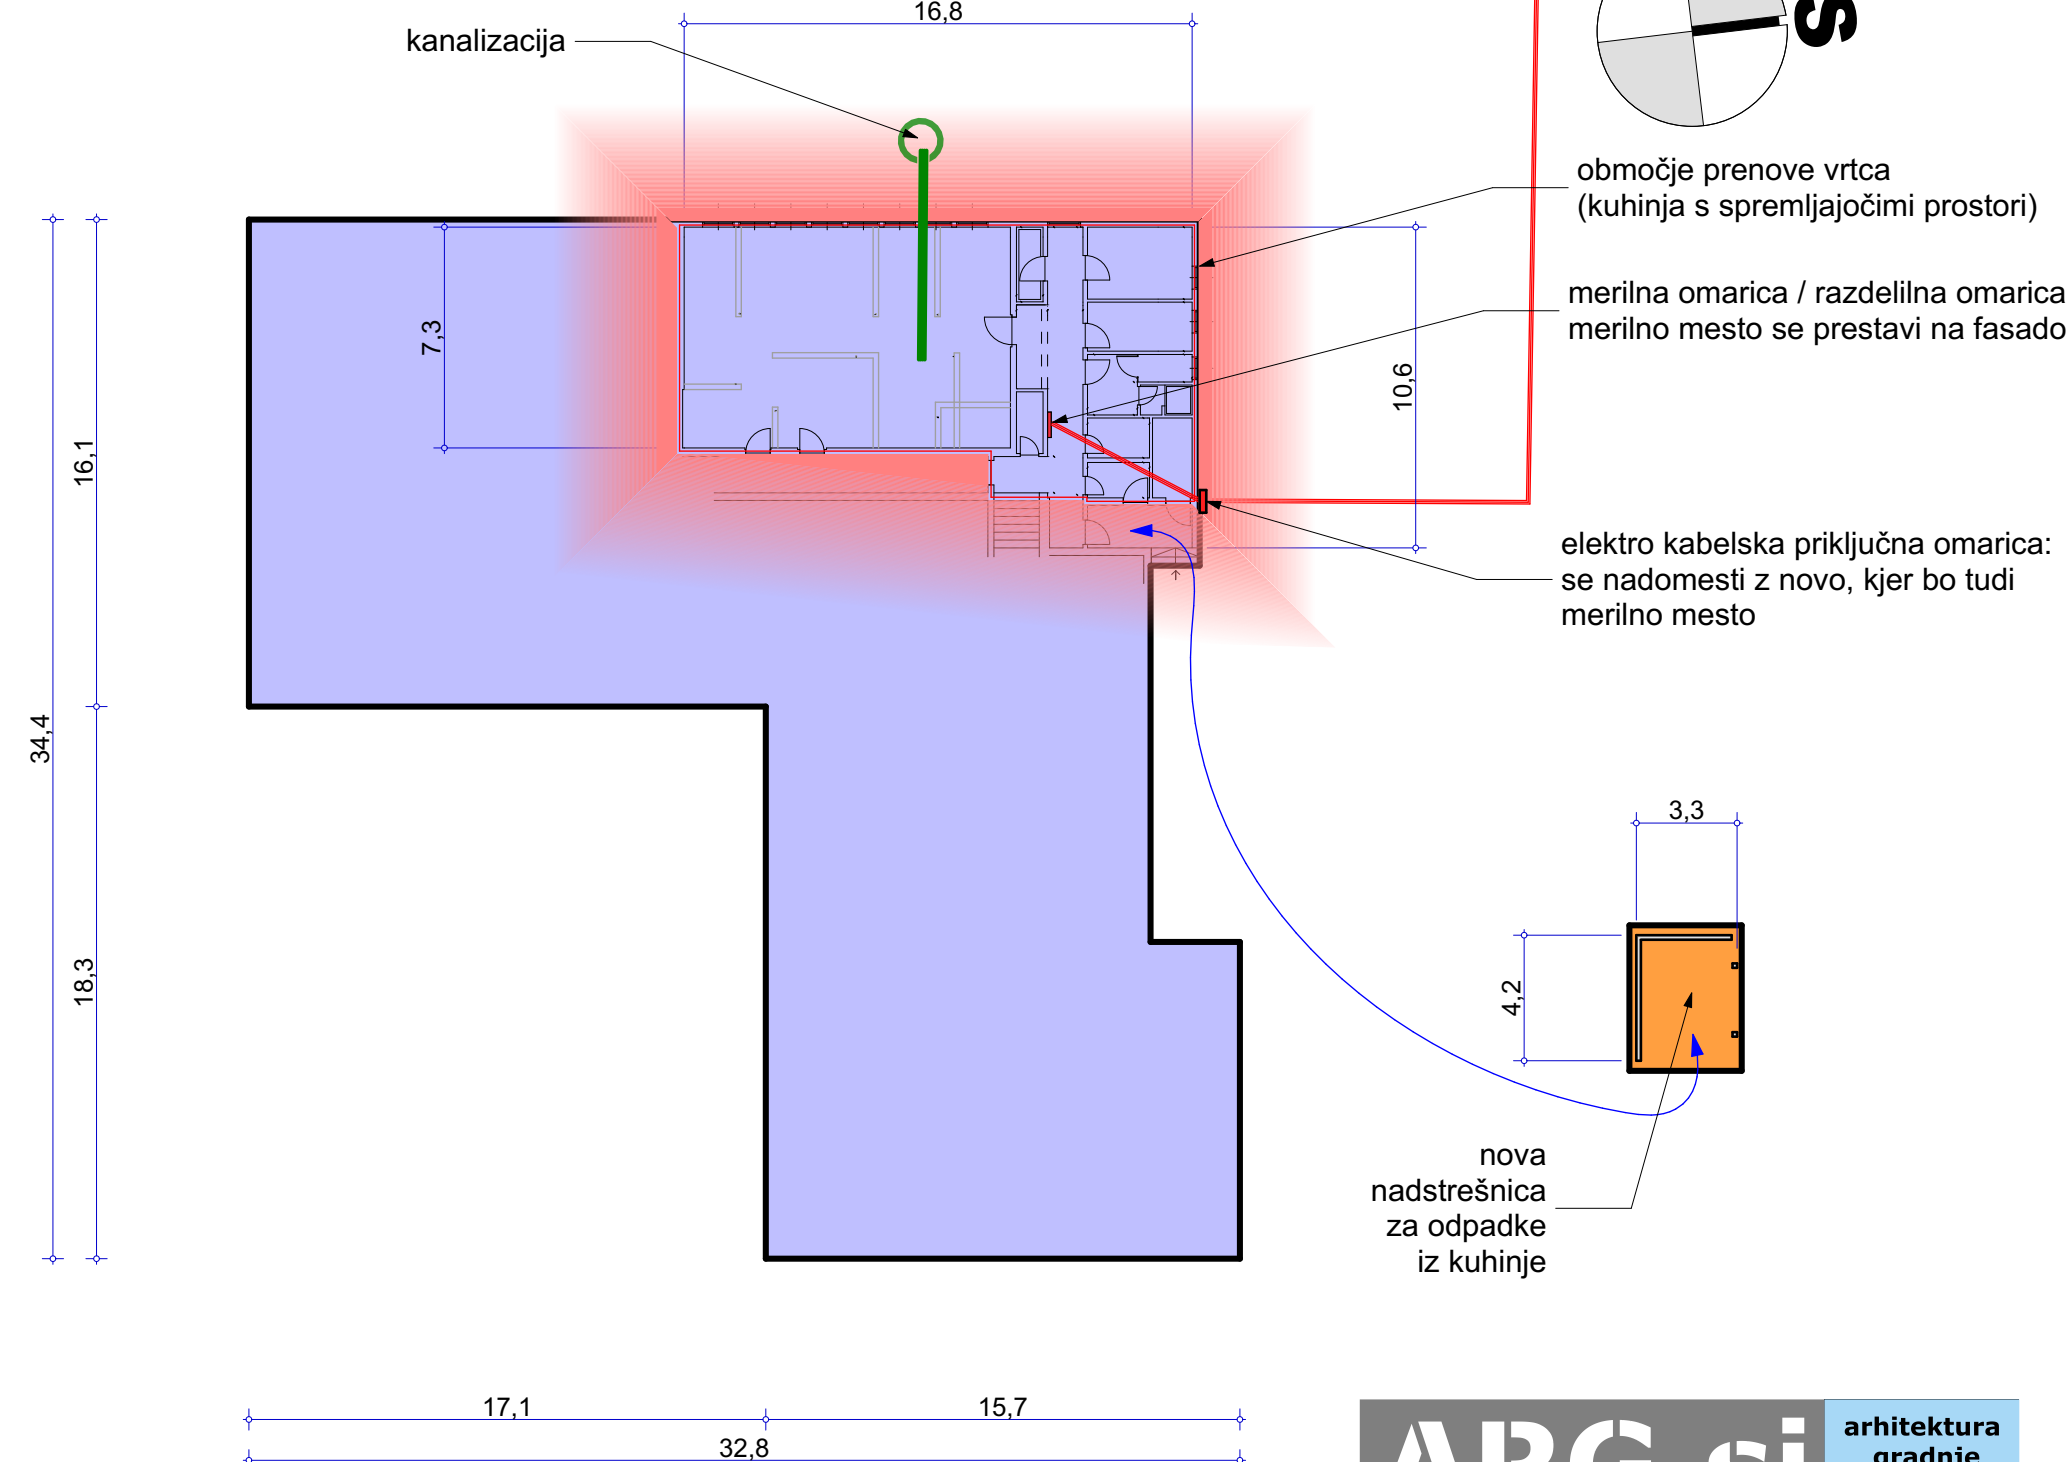 16,8
kanalizacija
S
območje prenove vrtca
(kuhinja s spremljajočimi prostori)
merilna omarica / razdelilna omarica
merilno mesto se prestavi na fasado
7,3
10,6
16,1
34,4
elektro kabelska priključna omarica:
se nadomesti z novo, kjer bo tudi
merilno mesto
18,3
3,3
4,2
nova
nadstrešnica
za odpadke
iz kuhinje
17,1
15,7
32,8
ARG.si
arhitektura
gradnje